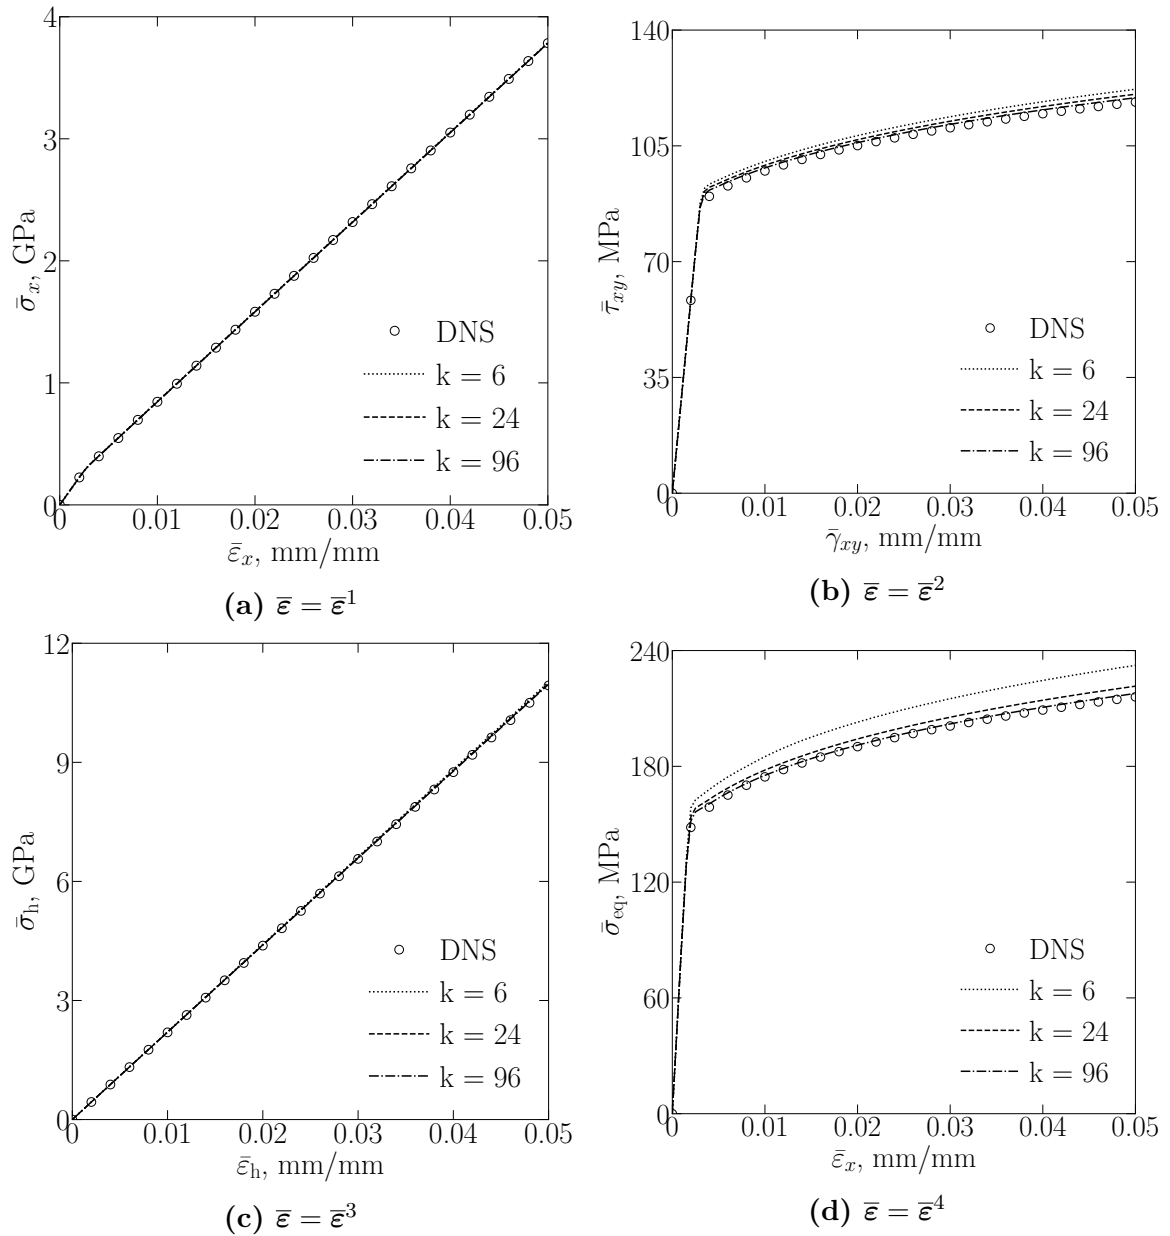 4
3
2
1
0
σ̄x, GPa
DNS
k = 6
k = 24
k = 96
0 0.01 0.02 0.03 0.04 0.05
ε̄x, mm/mm
(a) ε̄ = ε̄¹
140
105
70
35
0
τ̄xy, MPa
DNS
k = 6
k = 24
k = 96
0 0.01 0.02 0.03 0.04 0.05
γ̄xy, mm/mm
(b) ε̄ = ε̄²
12
9
6
3
0
σ̄h, GPa
DNS
k = 6
k = 24
k = 96
0 0.01 0.02 0.03 0.04 0.05
ε̄h, mm/mm
(c) ε̄ = ε̄³
240
180
120
60
0
σ̄eq, MPa
DNS
k = 6
k = 24
k = 96
0 0.01 0.02 0.03 0.04 0.05
ε̄x, mm/mm
(d) ε̄ = ε̄⁴